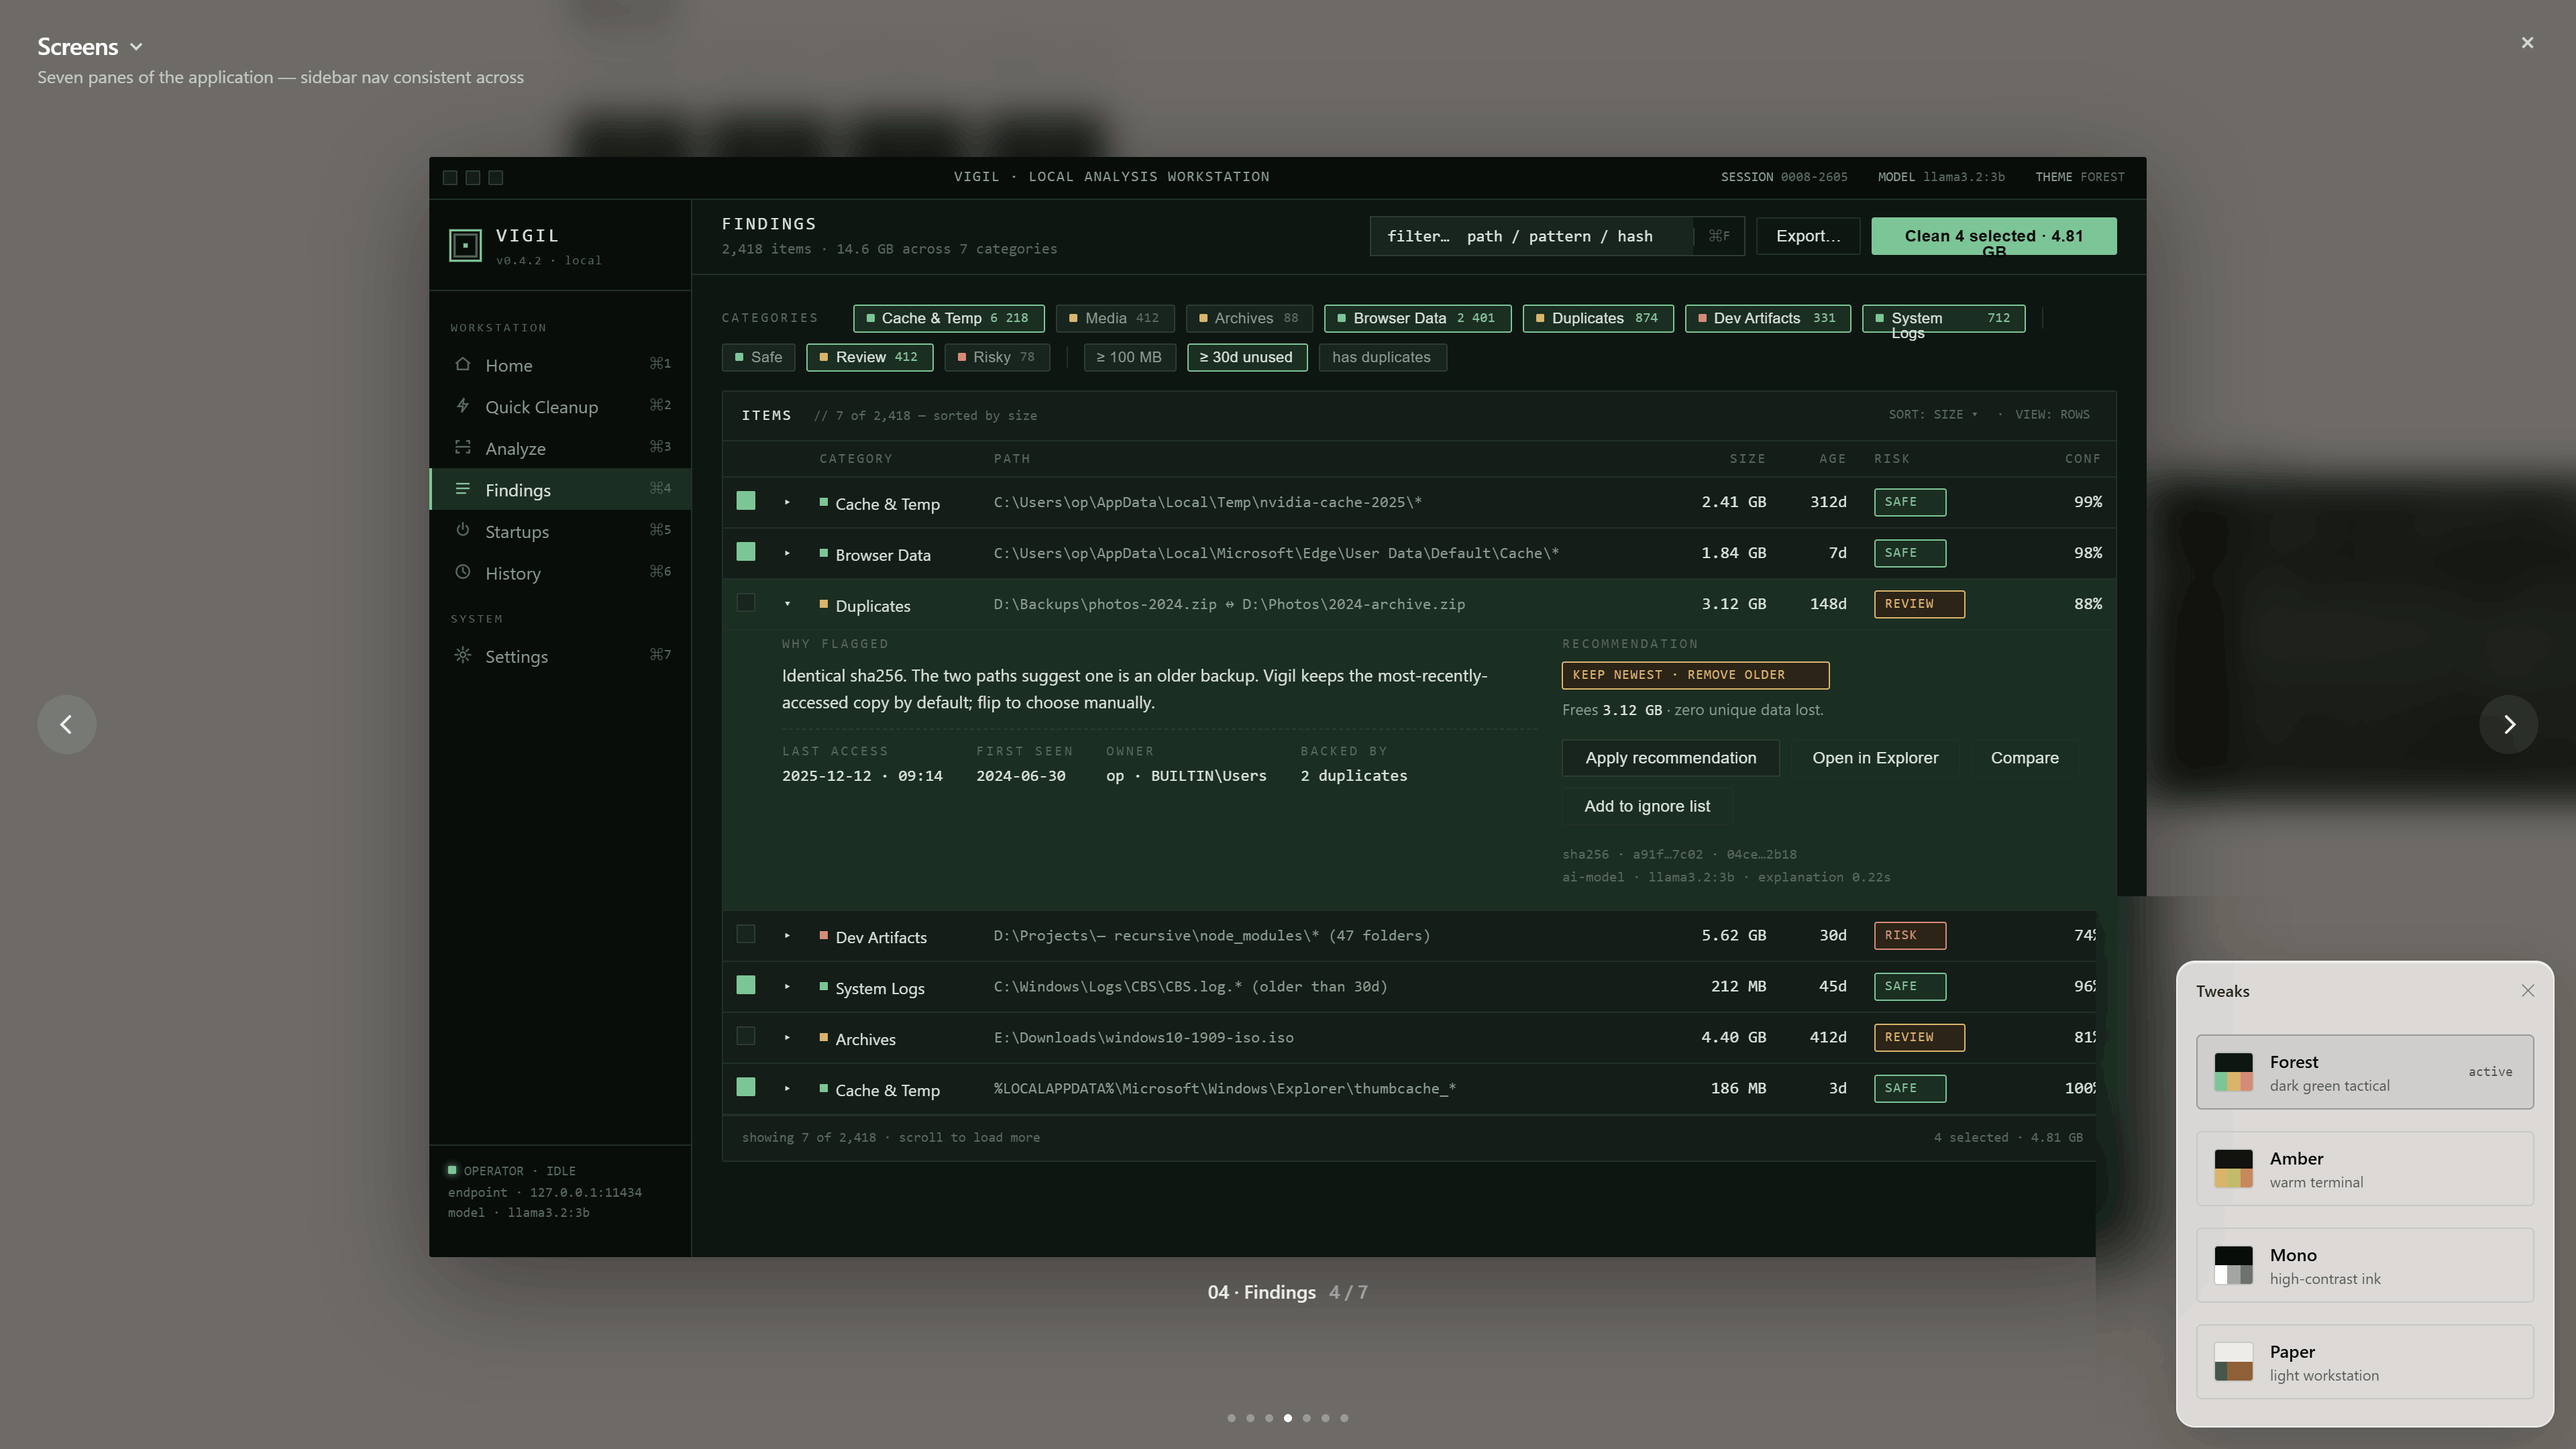 Screens
Seven panes of the application — sidebar nav consistent across
VIGIL · LOCAL ANALYSIS WORKSTATION
SESSION 0008-2605 MODEL llama3.2:3b THEME FOREST
VIGIL
v0.4.2 · local
WORKSTATION
Home ⌘1
Quick Cleanup ⌘2
Analyze ⌘3
Findings ⌘4
Startups ⌘5
History ⌘6
SYSTEM
Settings ⌘7
OPERATOR · IDLE
endpoint · 127.0.0.1:11434
model · llama3.2:3b
FINDINGS
2,418 items · 14.6 GB across 7 categories
filter… path / pattern / hash ⌘F
Export…
Clean 4 selected · 4.81
GB
CATEGORIES Cache & Temp 6 218 Media 412 Archives 88 Browser Data 2 401 Duplicates 874 Dev Artifacts 331 System 712
Logs
Safe Review 412 Risky 78 ≥ 100 MB ≥ 30d unused has duplicates
ITEMS // 7 of 2,418 — sorted by size SORT: SIZE ▾ · VIEW: ROWS
CATEGORY PATH SIZE AGE RISK CONF
▸ Cache & Temp C:\Users\op\AppData\Local\Temp\nvidia-cache-2025\* 2.41 GB 312d SAFE 99%
▸ Browser Data C:\Users\op\AppData\Local\Microsoft\Edge\User Data\Default\Cache\* 1.84 GB 7d SAFE 98%
▾ Duplicates D:\Backups\photos-2024.zip ↔ D:\Photos\2024-archive.zip 3.12 GB 148d REVIEW 88%
WHY FLAGGED
Identical sha256. The two paths suggest one is an older backup. Vigil keeps the most-recently-
accessed copy by default; flip to choose manually.
LAST ACCESS FIRST SEEN OWNER BACKED BY
2025-12-12 · 09:14 2024-06-30 op · BUILTIN\Users 2 duplicates
RECOMMENDATION
KEEP NEWEST · REMOVE OLDER
Frees 3.12 GB · zero unique data lost.
Apply recommendation Open in Explorer Compare
Add to ignore list
sha256 · a91f…7c02 · 04ce…2b18
ai-model · llama3.2:3b · explanation 0.22s
▸ Dev Artifacts D:\Projects\— recursive\node_modules\* (47 folders) 5.62 GB 30d RISK 74%
▸ System Logs C:\Windows\Logs\CBS\CBS.log.* (older than 30d) 212 MB 45d SAFE 96%
▸ Archives E:\Downloads\windows10-1909-iso.iso 4.40 GB 412d REVIEW 81%
▸ Cache & Temp %LOCALAPPDATA%\Microsoft\Windows\Explorer\thumbcache_* 186 MB 3d SAFE 100%
showing 7 of 2,418 · scroll to load more 4 selected · 4.81 GB
04 · Findings 4 / 7
Tweaks
Forest
dark green tactical
active
Amber
warm terminal
Mono
high-contrast ink
Paper
light workstation